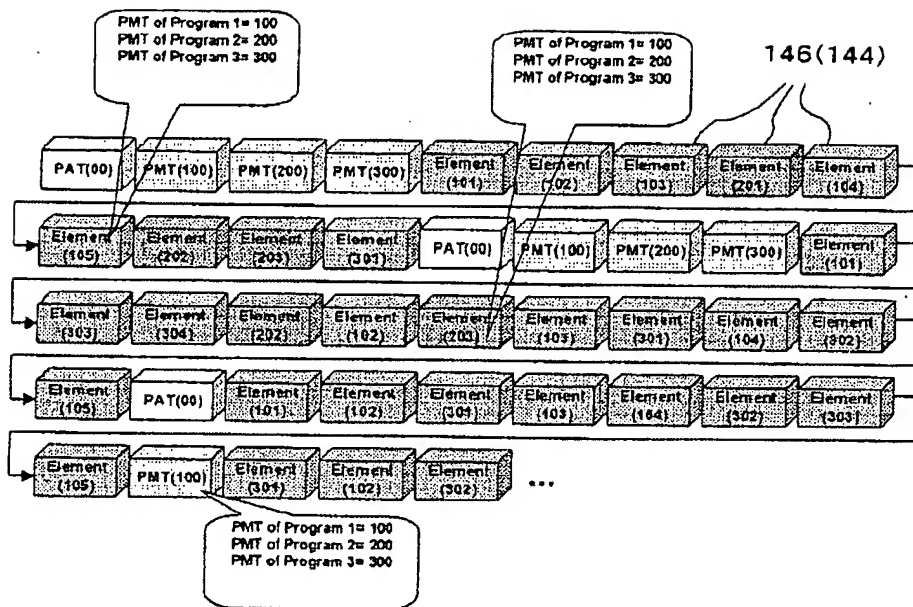 PMT of Program 1= 100
PMT of Program 2= 200
PMT of Program 3= 300
PMT of Program 1= 100
PMT of Program 2= 200
PMT of Program 3= 300
146(144)
PAT(00) PMT(100) PMT(200) PMT(300) Element (101) Element (102) Element (103) Element (201) Element (104)
Element (105) Element (202) Element (203) Element (301) PAT(00) PMT(100) PMT(200) PMT(300) Element (101)
Element (303) Element (304) Element (202) Element (102) Element (203) Element (103) Element (301) Element (104) Element (302)
Element (105) PAT(00) Element (101) Element (102) Element (301) Element (103) Element (104) Element (302) Element (303)
Element (105) PMT(100) Element (301) Element (102) Element (302) ...
PMT of Program 1= 100
PMT of Program 2= 200
PMT of Program 3= 300